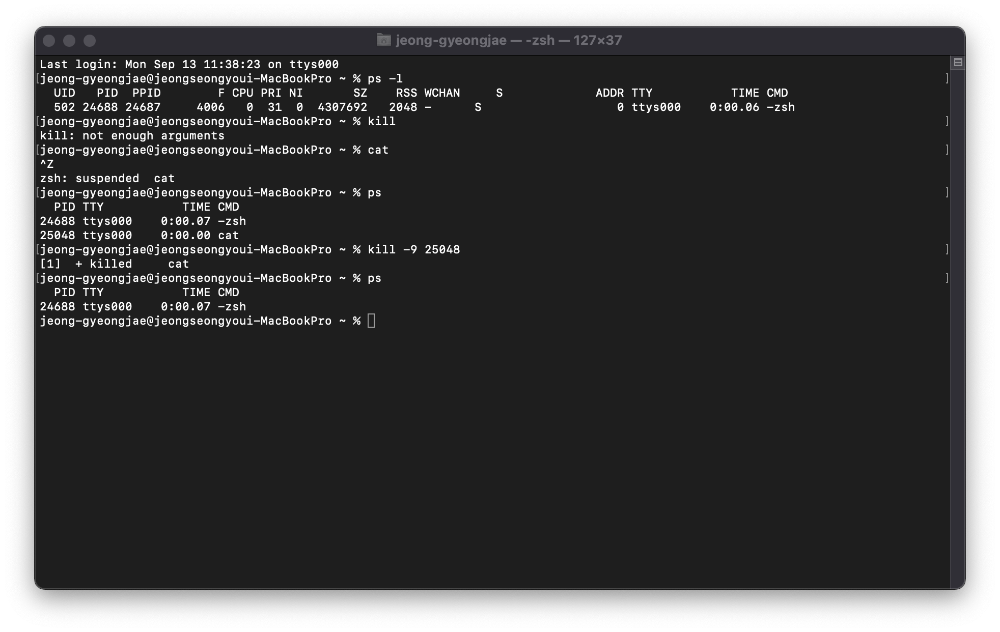 jeong-gyeongjae — -zsh — 127×37
Last login: Mon Sep 13 11:38:23 on ttys000
[jeong-gyeongjae@jeongseongyoui-MacBookPro ~ % ps -l ]
  UID   PID  PPID        F CPU PRI NI       SZ    RSS WCHAN     S             ADDR TTY           TIME CMD
  502 24688 24687     4006   0  31  0  4307692   2048 -      S                   0 ttys000    0:00.06 -zsh
[jeong-gyeongjae@jeongseongyoui-MacBookPro ~ % kill ]
kill: not enough arguments
[jeong-gyeongjae@jeongseongyoui-MacBookPro ~ % cat ]
^Z
zsh: suspended  cat
[jeong-gyeongjae@jeongseongyoui-MacBookPro ~ % ps ]
  PID TTY           TIME CMD
24688 ttys000    0:00.07 -zsh
25048 ttys000    0:00.00 cat
[jeong-gyeongjae@jeongseongyoui-MacBookPro ~ % kill -9 25048 ]
[1]  + killed     cat
[jeong-gyeongjae@jeongseongyoui-MacBookPro ~ % ps ]
  PID TTY           TIME CMD
24688 ttys000    0:00.07 -zsh
jeong-gyeongjae@jeongseongyoui-MacBookPro ~ %